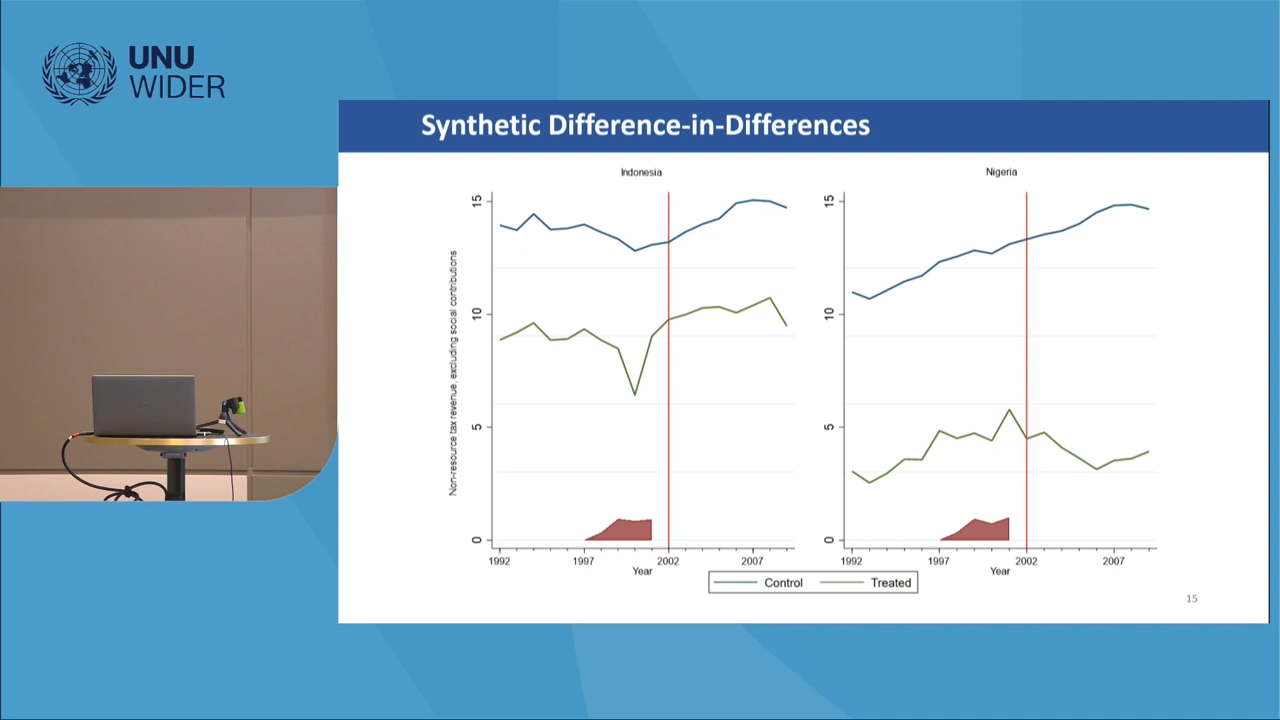 UNU
WIDER
Synthetic Difference-in-Differences
Indonesia
Nigeria
Non-resource tax revenue, excluding social contributions
15
10
5
0
1992
1997
2002
2007
Year
15
10
5
0
1992
1997
2002
2007
Year
Control
Treated
15